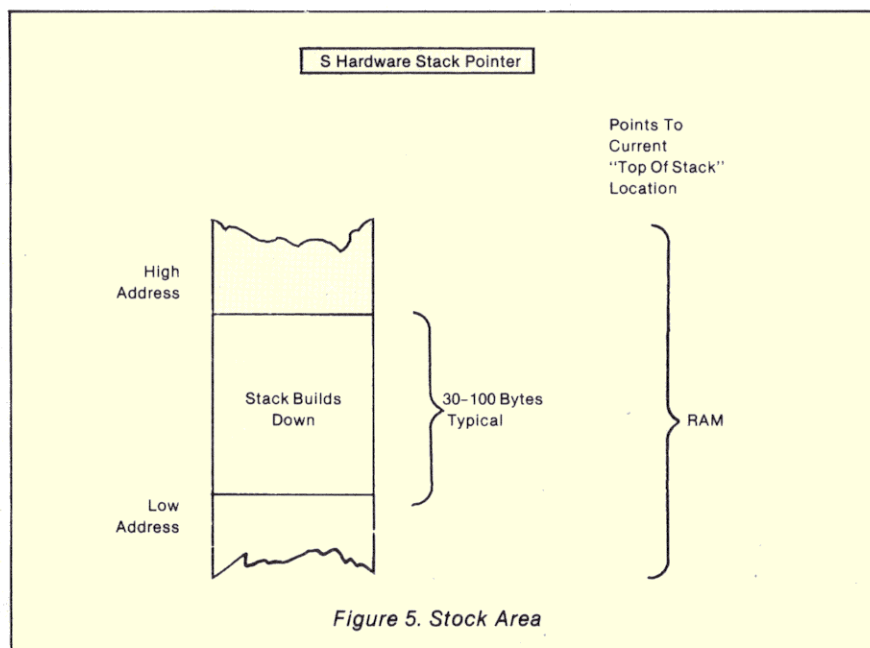 S Hardware Stack Pointer
Points To
Current
"Top Of Stack"
Location
High
Address
Stack Builds
Down
30-100 Bytes
Typical
RAM
Low
Address
Figure 5. Stock Area